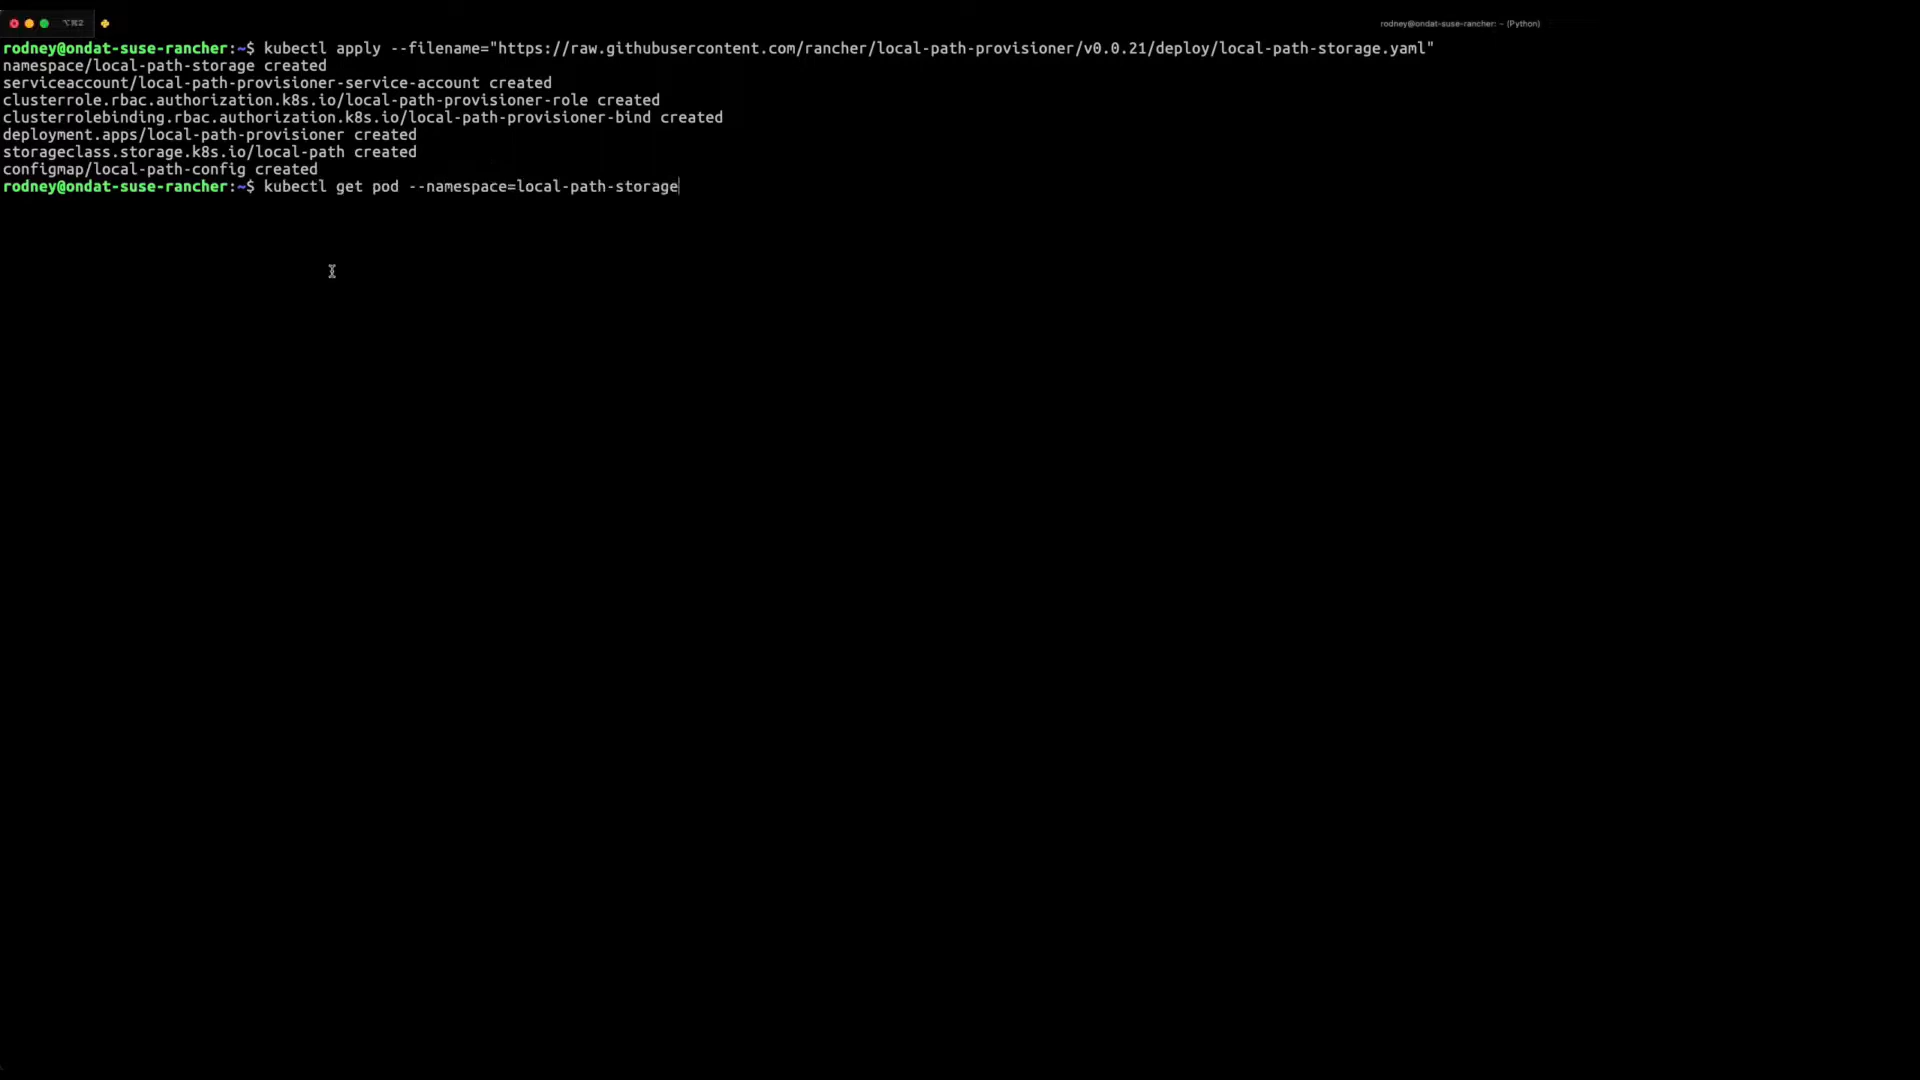 ⌥⌘2
rodney@ondat-suse-rancher: ~ (Python)
rodney@ondat-suse-rancher:~$ kubectl apply --filename="https://raw.githubusercontent.com/rancher/local-path-provisioner/v0.0.21/deploy/local-path-storage.yaml"
namespace/local-path-storage created
serviceaccount/local-path-provisioner-service-account created
clusterrole.rbac.authorization.k8s.io/local-path-provisioner-role created
clusterrolebinding.rbac.authorization.k8s.io/local-path-provisioner-bind created
deployment.apps/local-path-provisioner created
storageclass.storage.k8s.io/local-path created
configmap/local-path-config created
rodney@ondat-suse-rancher:~$ kubectl get pod --namespace=local-path-storage